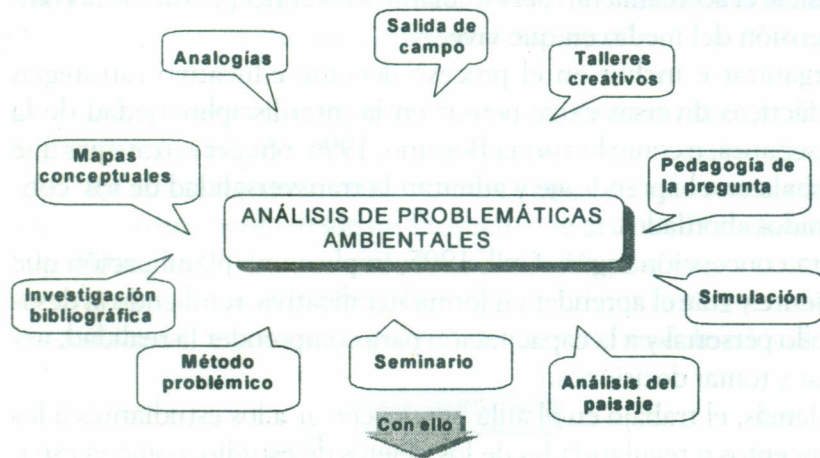 Salida de
campo
Analogías
Talleres
creativos
Mapas
conceptuales
Pedagogía de
la pregunta
ANÁLISIS DE PROBLEMÁTICAS
AMBIENTALES
Investigación
bibliográfica
Simulación
Método
problémico
Seminario
Análisis del
paisaje
Con ello